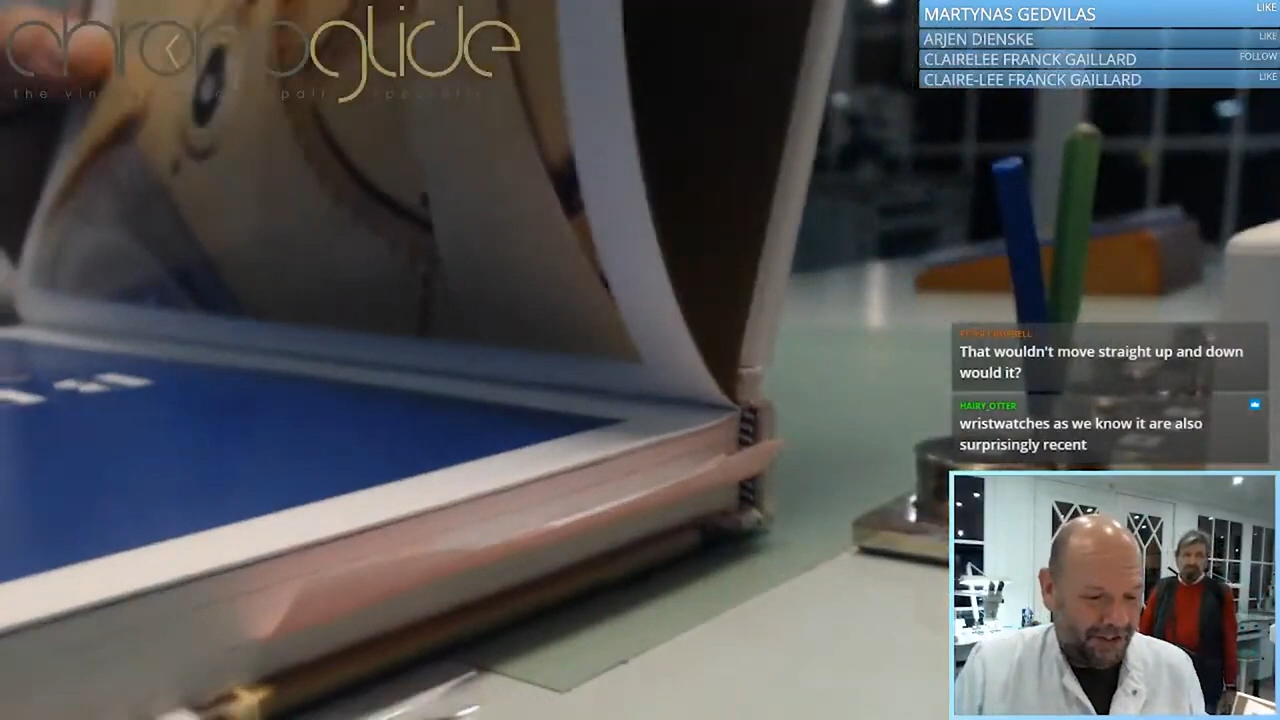 chronoglide
MARTYNAS GEDVILAS LIKE
ARJEN DIENSKE LIKE
CLAIRELEE FRANCK GAILLARD FOLLOW
CLAIRE-LEE FRANCK GAILLARD LIKE
That wouldn't move straight up and down
would it?
HAIRY_OTTER
wristwatches as we know it are also
surprisingly recent